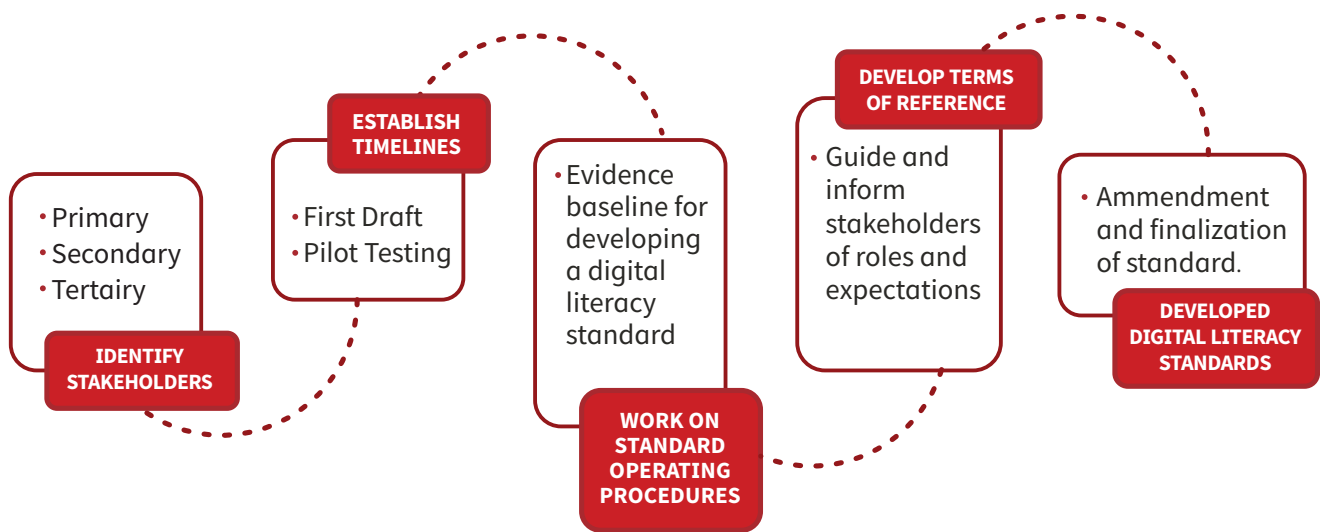 • Primary
• Secondary
• Tertairy
IDENTIFY
STAKEHOLDERS
ESTABLISH
TIMELINES
• First Draft
• Pilot Testing
• Evidence
baseline for
developing
a digital
literacy
standard
WORK ON
STANDARD
OPERATING
PROCEDURES
DEVELOP TERMS
OF REFERENCE
• Guide and
inform
stakeholders
of roles and
expectations
• Ammendment
and finalization
of standard.
DEVELOPED
DIGITAL LITERACY
STANDARDS